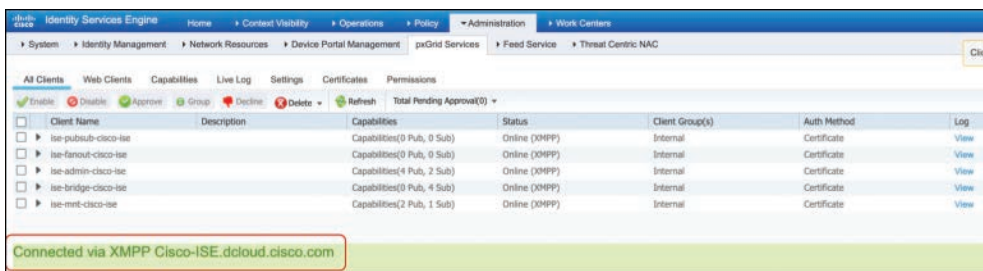 cisco Identity Services Engine Home Context Visibility Operations Policy Administration Work Centers
System Identity Management Network Resources Device Portal Management pxGrid Services Feed Service Threat Centric NAC
All Clients Web Clients Capabilities Live Log Settings Certificates Permissions
Enable Disable Approve Group Decline Delete Refresh Total Pending Approval(0)
Client Name Description Capabilities Status Client Group(s) Auth Method Log
ise-pubsub-cisco-ise Capabilities(0 Pub, 0 Sub) Online (XMPP) Internal Certificate View
ise-fanout-cisco-ise Capabilities(0 Pub, 0 Sub) Online (XMPP) Internal Certificate View
ise-admin-cisco-ise Capabilities(4 Pub, 2 Sub) Online (XMPP) Internal Certificate View
ise-bridge-cisco-ise Capabilities(0 Pub, 4 Sub) Online (XMPP) Internal Certificate View
ise-mnt-cisco-ise Capabilities(2 Pub, 1 Sub) Online (XMPP) Internal Certificate View
Connected via XMPP Cisco-ISE.dcloud.cisco.com